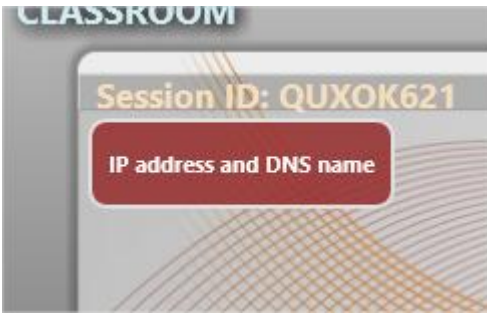 CLASSROOM
Session ID: QUXOK621
IP address and DNS name